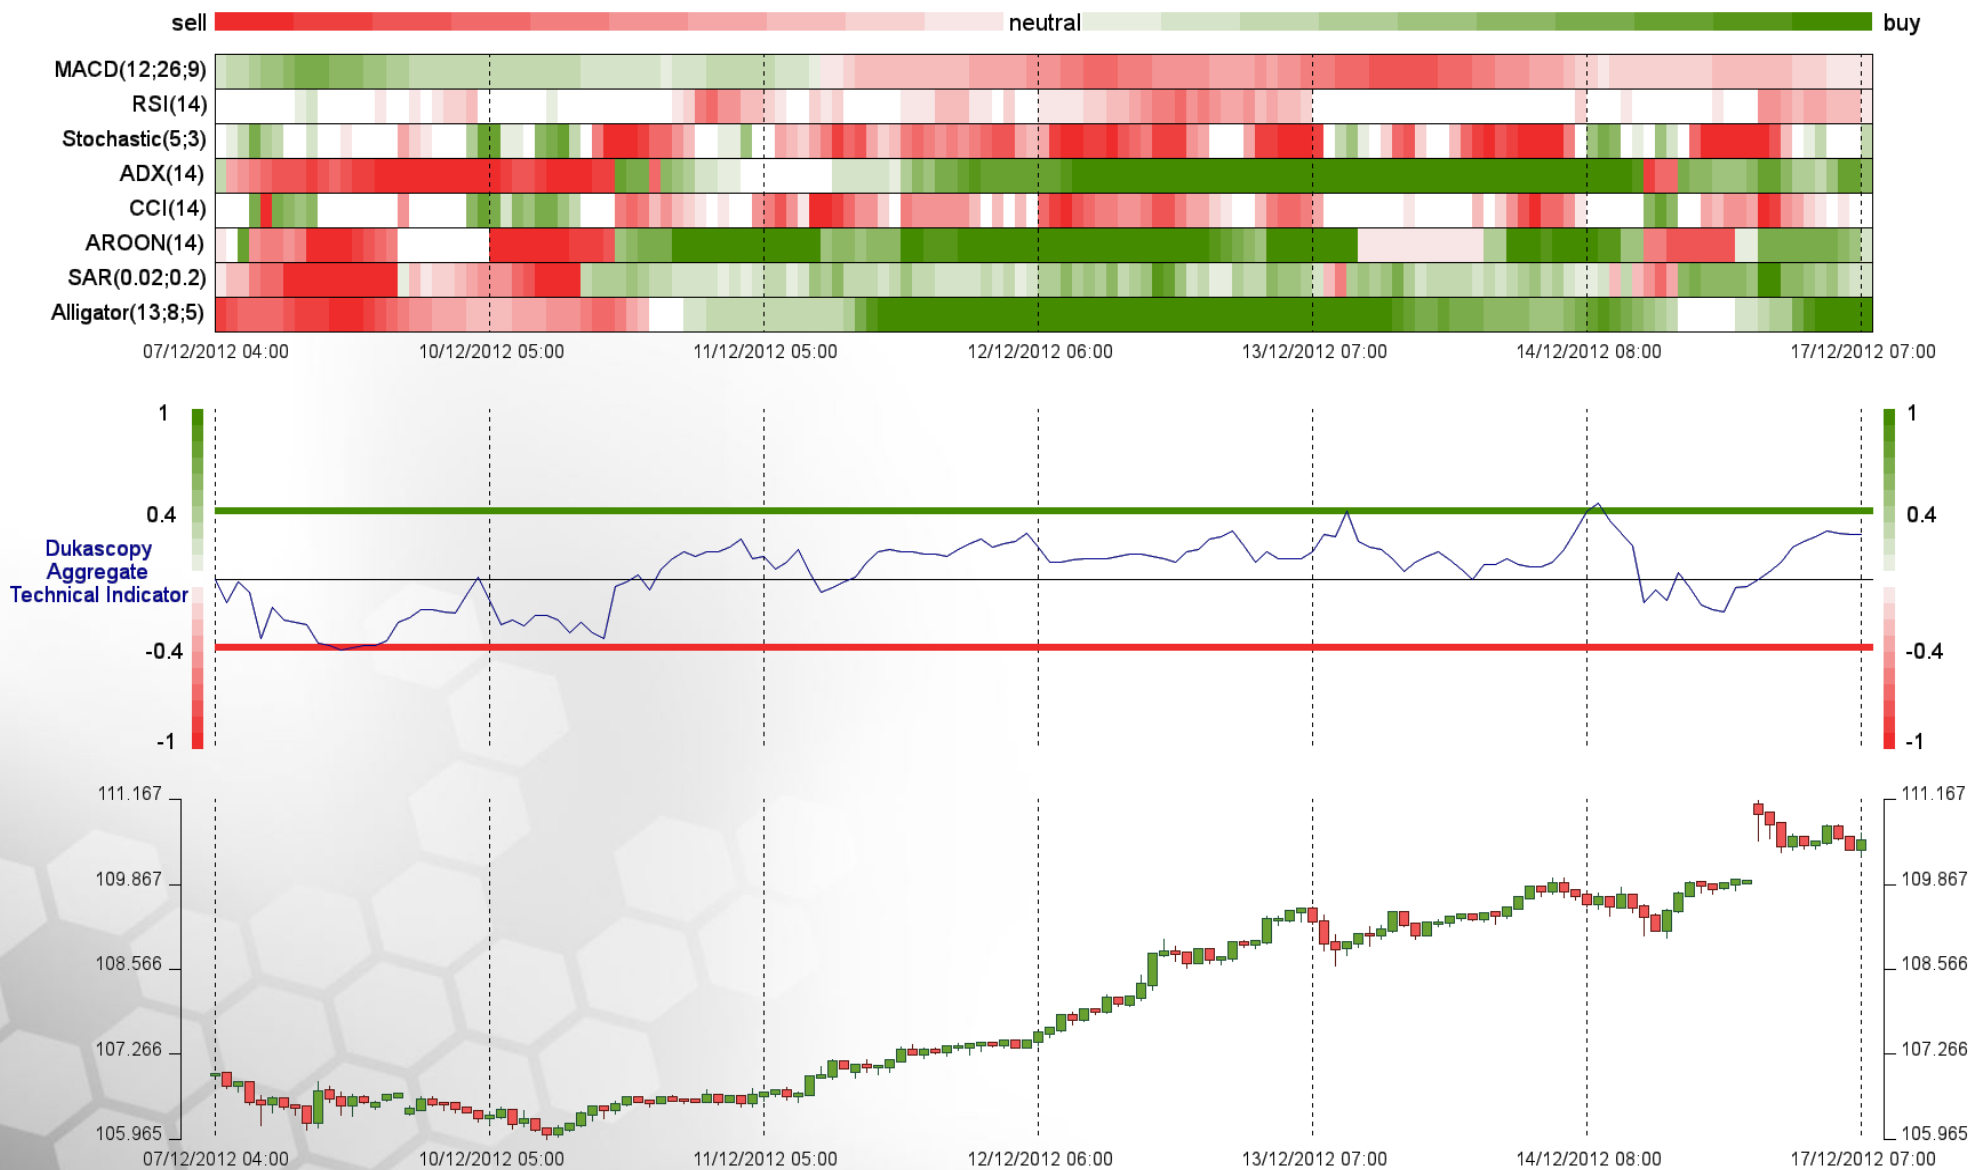 sell neutral buy
MACD(12;26;9)
RSI(14)
Stochastic(5;3)
ADX(14)
CCI(14)
AROON(14)
SAR(0.02;0.2)
Alligator(13;8;5)
07/12/2012 04:00 10/12/2012 05:00 11/12/2012 05:00 12/12/2012 06:00 13/12/2012 07:00 14/12/2012 08:00 17/12/2012 07:00
1 1
0.4 0.4
Dukascopy
Aggregate
Technical Indicator
-0.4 -0.4
-1 -1
111.167 111.167
109.867 109.867
108.566 108.566
107.266 107.266
105.965 105.965
07/12/2012 04:00 10/12/2012 05:00 11/12/2012 05:00 12/12/2012 06:00 13/12/2012 07:00 14/12/2012 08:00 17/12/2012 07:00